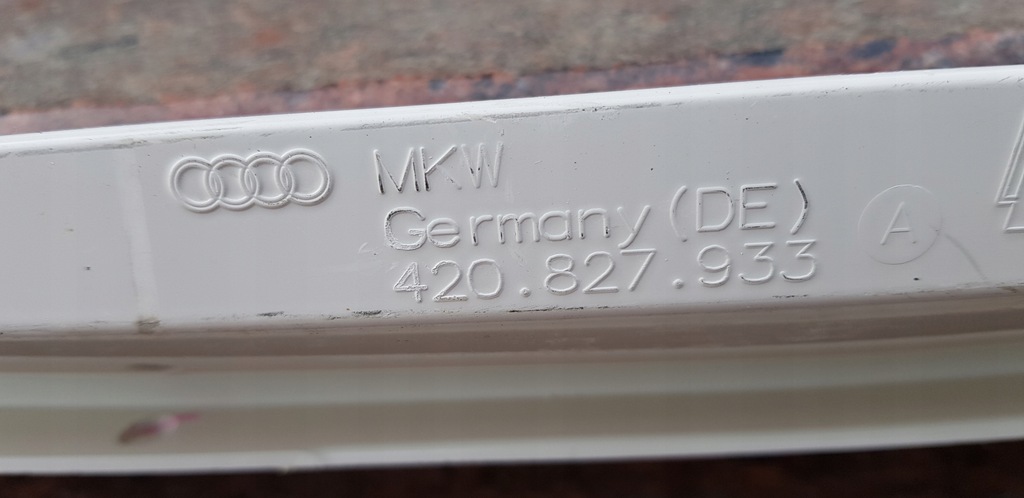 MKW
Germany (DE)
420.827.933
A